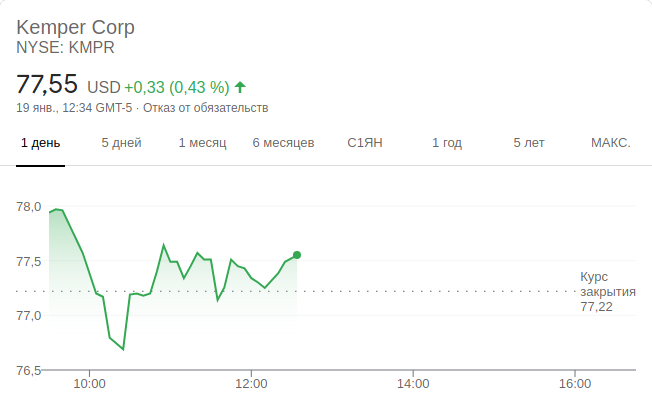 Kemper Corp
NYSE: KMPR
77,55 USD +0,33 (0,43 %)
19 янв., 12:34 GMT-5 · Отказ от обязательств
1 день 5 дней 1 месяц 6 месяцев С1ЯН 1 год 5 лет МАКС.
78,0
77,5
Курс
закрытия
77,22
77,0
76,5
10:00 12:00 14:00 16:00